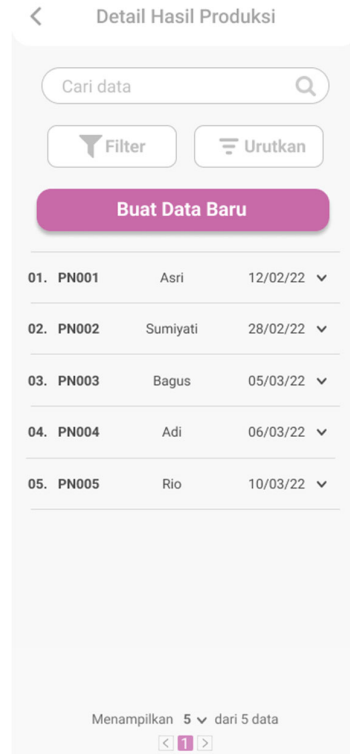 Detail Hasil Produksi
Cari data
Filter Urutkan
Buat Data Baru
01. PN001 Asri 12/02/22
02. PN002 Sumiyati 28/02/22
03. PN003 Bagus 05/03/22
04. PN004 Adi 06/03/22
05. PN005 Rio 10/03/22
Menampilkan 5 dari 5 data
1